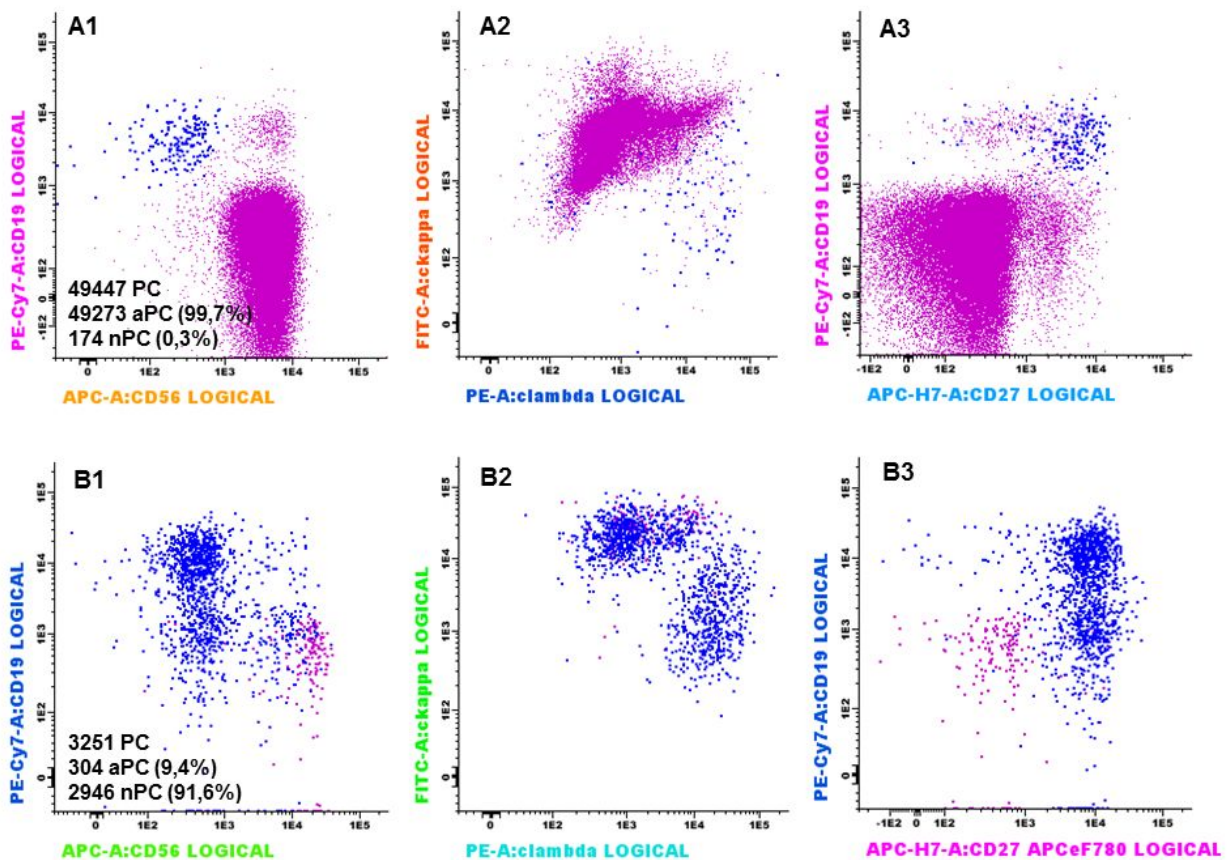 A1
PE-Cy7-A:CD19 LOGICAL
1E5
1E4
1E3
1E2
0
-1E2
49447 PC
49273 aPC (99,7%)
174 nPC (0,3%)
0 1E2 1E3 1E4 1E5
APC-A:CD56 LOGICAL
A2
FITC-A:ckappa LOGICAL
1E5
1E4
1E3
1E2
0
0 1E2 1E3 1E4 1E5
PE-A:clambda LOGICAL
A3
PE-Cy7-A:CD19 LOGICAL
1E5
1E4
1E3
1E2
0
-1E2
-1E2 0 1E2 1E3 1E4 1E5
APC-H7-A:CD27 LOGICAL
B1
PE-Cy7-A:CD19 LOGICAL
1E5
1E4
1E3
1E2
0
3251 PC
304 aPC (9,4%)
2946 nPC (91,6%)
0 1E2 1E3 1E4 1E5
APC-A:CD56 LOGICAL
B2
FITC-A:ckappa LOGICAL
1E5
1E4
1E3
1E2
0
0 1E2 1E3 1E4 1E5
PE-A:clambda LOGICAL
B3
PE-Cy7-A:CD19 LOGICAL
1E5
1E4
1E3
1E2
0
-1E2 0 1E2 1E3 1E4 1E5
APC-H7-A:CD27 APCeF780 LOGICAL